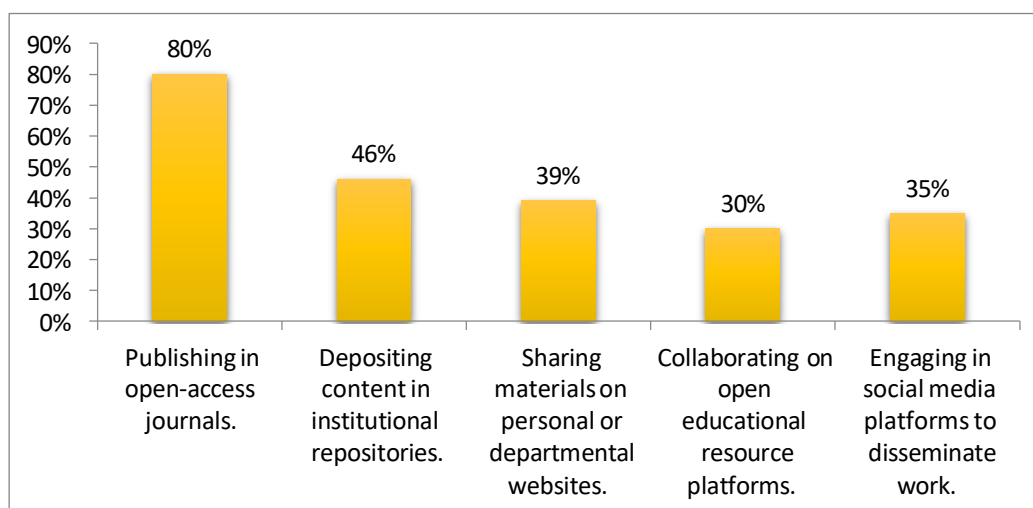 90%
80%
70%
60%
50%
40%
30%
20%
10%
0%
80%
46%
39%
30%
35%
Publishing in
open-access
journals.
Depositing
content in
institutional
repositories.
Sharing
materials on
personal or
departmental
websites.
Collaborating on
open
educational
resource
platforms.
Engaging in
social media
platforms to
disseminate
work.